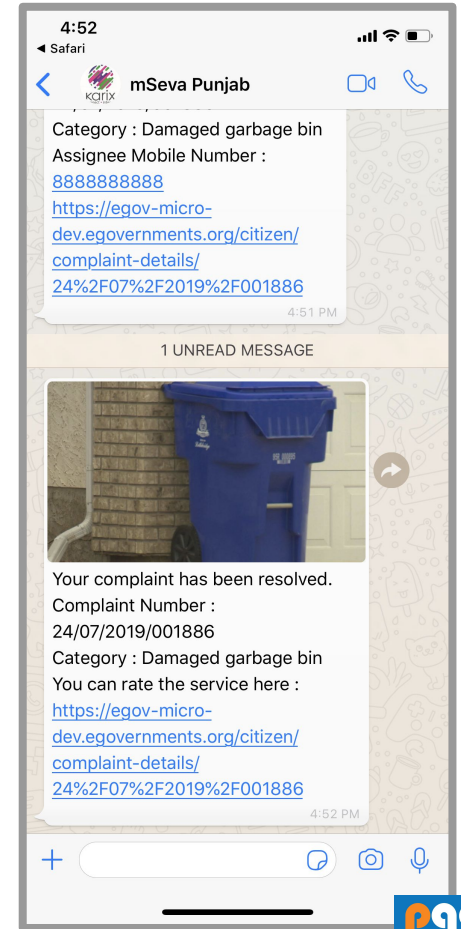 4:52
◄ Safari
karix
mSeva Punjab
Category : Damaged garbage bin
Assignee Mobile Number :
8888888888
https://egov-micro-
dev.egovernments.org/citizen/
complaint-details/
24%2F07%2F2019%2F001886
4:51 PM
1 UNREAD MESSAGE
Your complaint has been resolved.
Complaint Number :
24/07/2019/001886
Category : Damaged garbage bin
You can rate the service here :
https://egov-micro-
dev.egovernments.org/citizen/
complaint-details/
24%2F07%2F2019%2F001886
4:52 PM